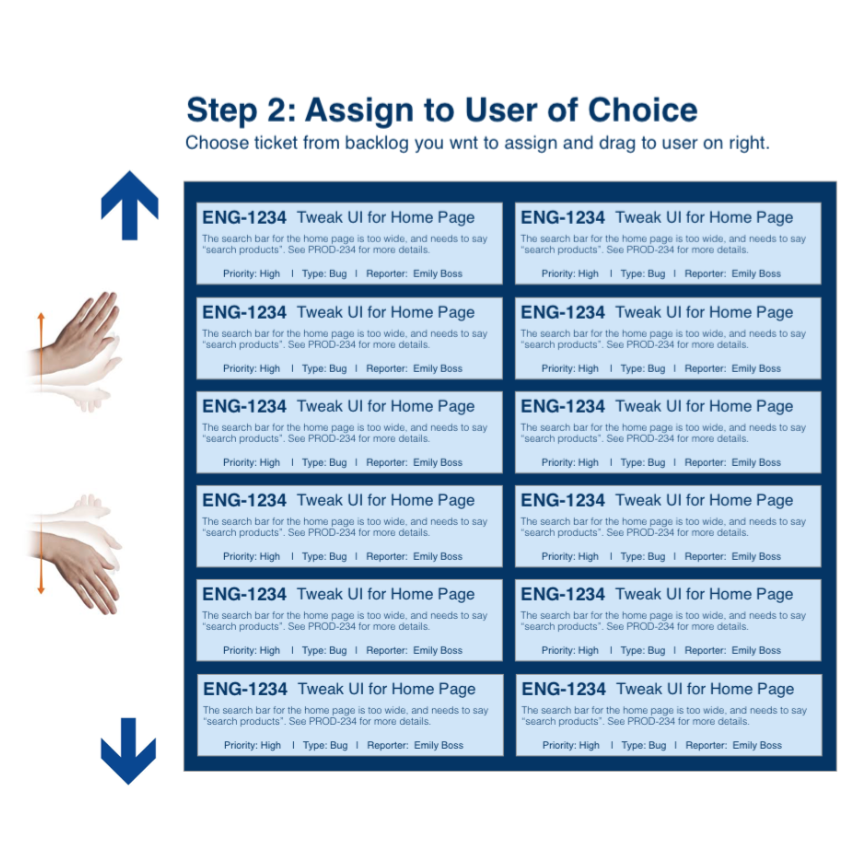 Step 2: Assign to User of Choice
Choose ticket from backlog you wnt to assign and drag to user on right.
ENG-1234 Tweak UI for Home Page
The search bar for the home page is too wide, and needs to say
“search products”. See PROD-234 for more details.
Priority: High I Type: Bug I Reporter: Emily Boss
ENG-1234 Tweak UI for Home Page
The search bar for the home page is too wide, and needs to say
“search products”. See PROD-234 for more details.
Priority: High I Type: Bug I Reporter: Emily Boss
ENG-1234 Tweak UI for Home Page
The search bar for the home page is too wide, and needs to say
“search products”. See PROD-234 for more details.
Priority: High I Type: Bug I Reporter: Emily Boss
ENG-1234 Tweak UI for Home Page
The search bar for the home page is too wide, and needs to say
“search products”. See PROD-234 for more details.
Priority: High I Type: Bug I Reporter: Emily Boss
ENG-1234 Tweak UI for Home Page
The search bar for the home page is too wide, and needs to say
“search products”. See PROD-234 for more details.
Priority: High I Type: Bug I Reporter: Emily Boss
ENG-1234 Tweak UI for Home Page
The search bar for the home page is too wide, and needs to say
“search products”. See PROD-234 for more details.
Priority: High I Type: Bug I Reporter: Emily Boss
ENG-1234 Tweak UI for Home Page
The search bar for the home page is too wide, and needs to say
“search products”. See PROD-234 for more details.
Priority: High I Type: Bug I Reporter: Emily Boss
ENG-1234 Tweak UI for Home Page
The search bar for the home page is too wide, and needs to say
“search products”. See PROD-234 for more details.
Priority: High I Type: Bug I Reporter: Emily Boss
ENG-1234 Tweak UI for Home Page
The search bar for the home page is too wide, and needs to say
“search products”. See PROD-234 for more details.
Priority: High I Type: Bug I Reporter: Emily Boss
ENG-1234 Tweak UI for Home Page
The search bar for the home page is too wide, and needs to say
“search products”. See PROD-234 for more details.
Priority: High I Type: Bug I Reporter: Emily Boss
ENG-1234 Tweak UI for Home Page
The search bar for the home page is too wide, and needs to say
“search products”. See PROD-234 for more details.
Priority: High I Type: Bug I Reporter: Emily Boss
ENG-1234 Tweak UI for Home Page
The search bar for the home page is too wide, and needs to say
“search products”. See PROD-234 for more details.
Priority: High I Type: Bug I Reporter: Emily Boss